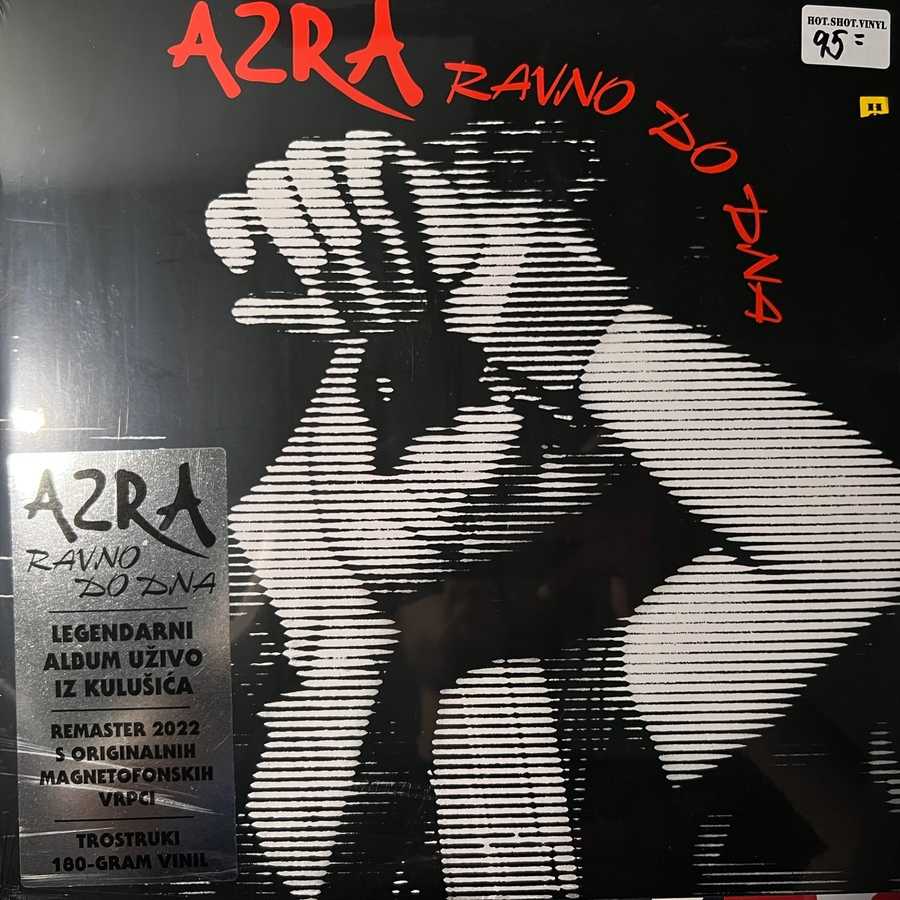 HOT.SHOT.VINYL
95=
H
AZRA RAVNO DO DNA
AZRA
RAVNO
DO DNA
LEGENDARNI
ALBUM UŽIVO
IZ KULUŠIĆA
REMASTER 2022
S ORIGINALNIH
MAGNETOFONSKIH
VRPCI
TROSTRUKI
180-GRAM VINIL